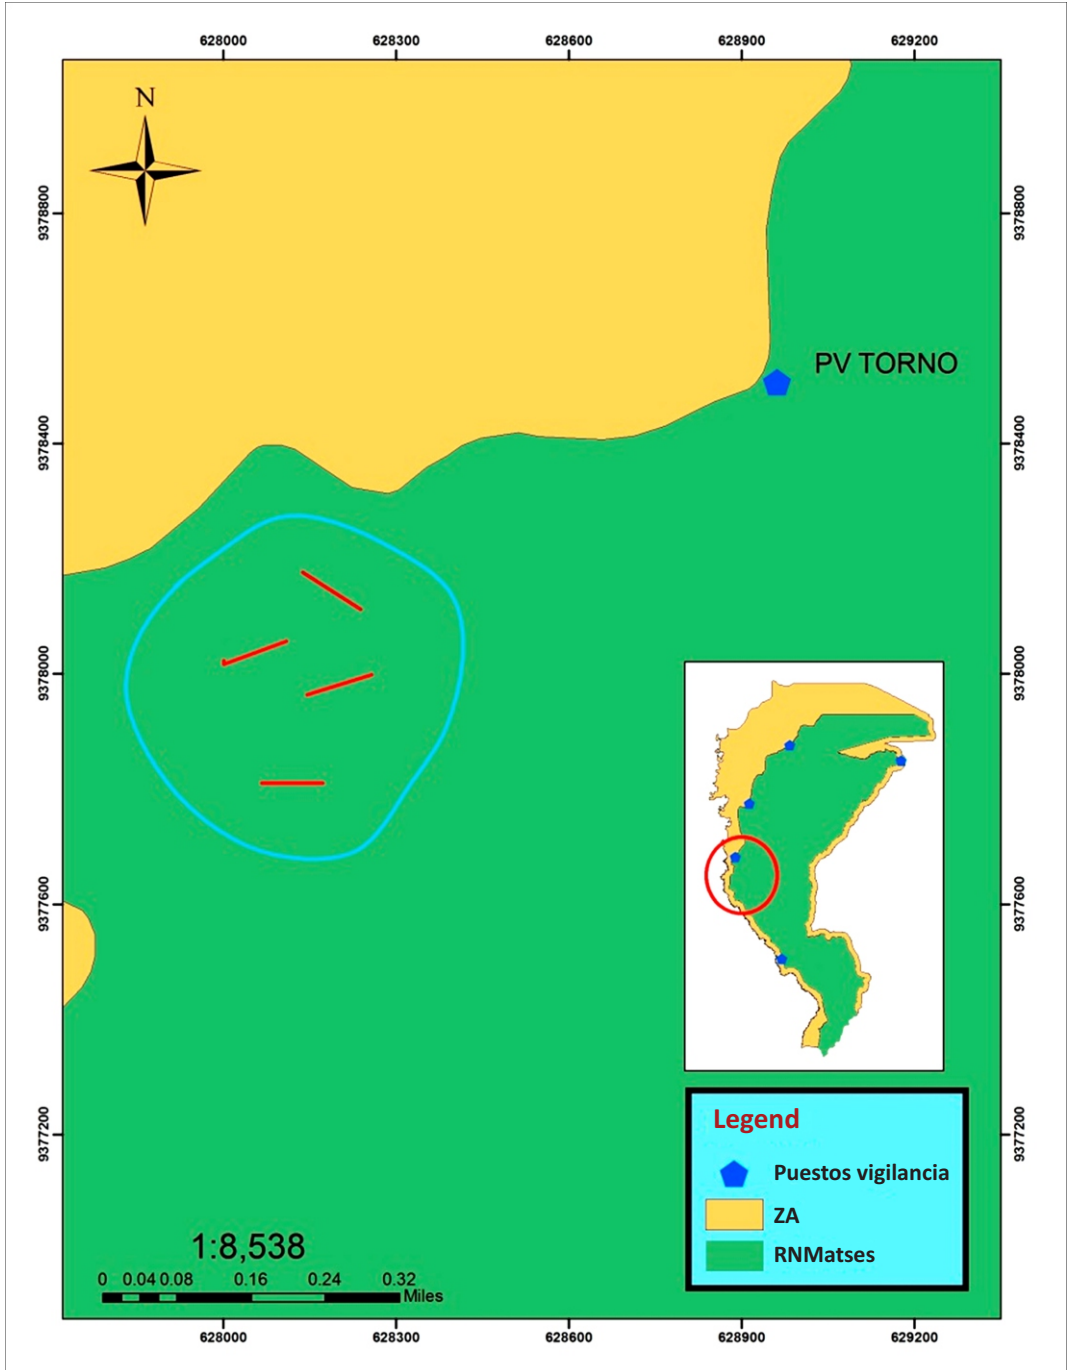 628000 628300 628600 628900 629200
N
9378800 9378800
PV TORNO
9378400 9378400
9378000 9378000
9377600 9377600
9377200 9377200
Legend
Puestos vigilancia
ZA
RNMatses
1:8,538
0 0.04 0.08 0.16 0.24 0.32
Miles
628000 628300 628600 628900 629200